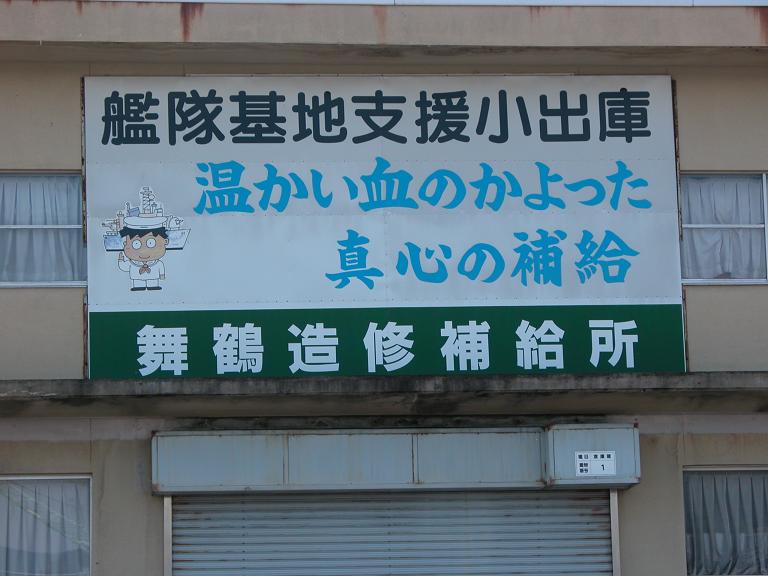 艦隊基地支援小出庫
温かい血のかよった
真心の補給
舞鶴造修補給所
1